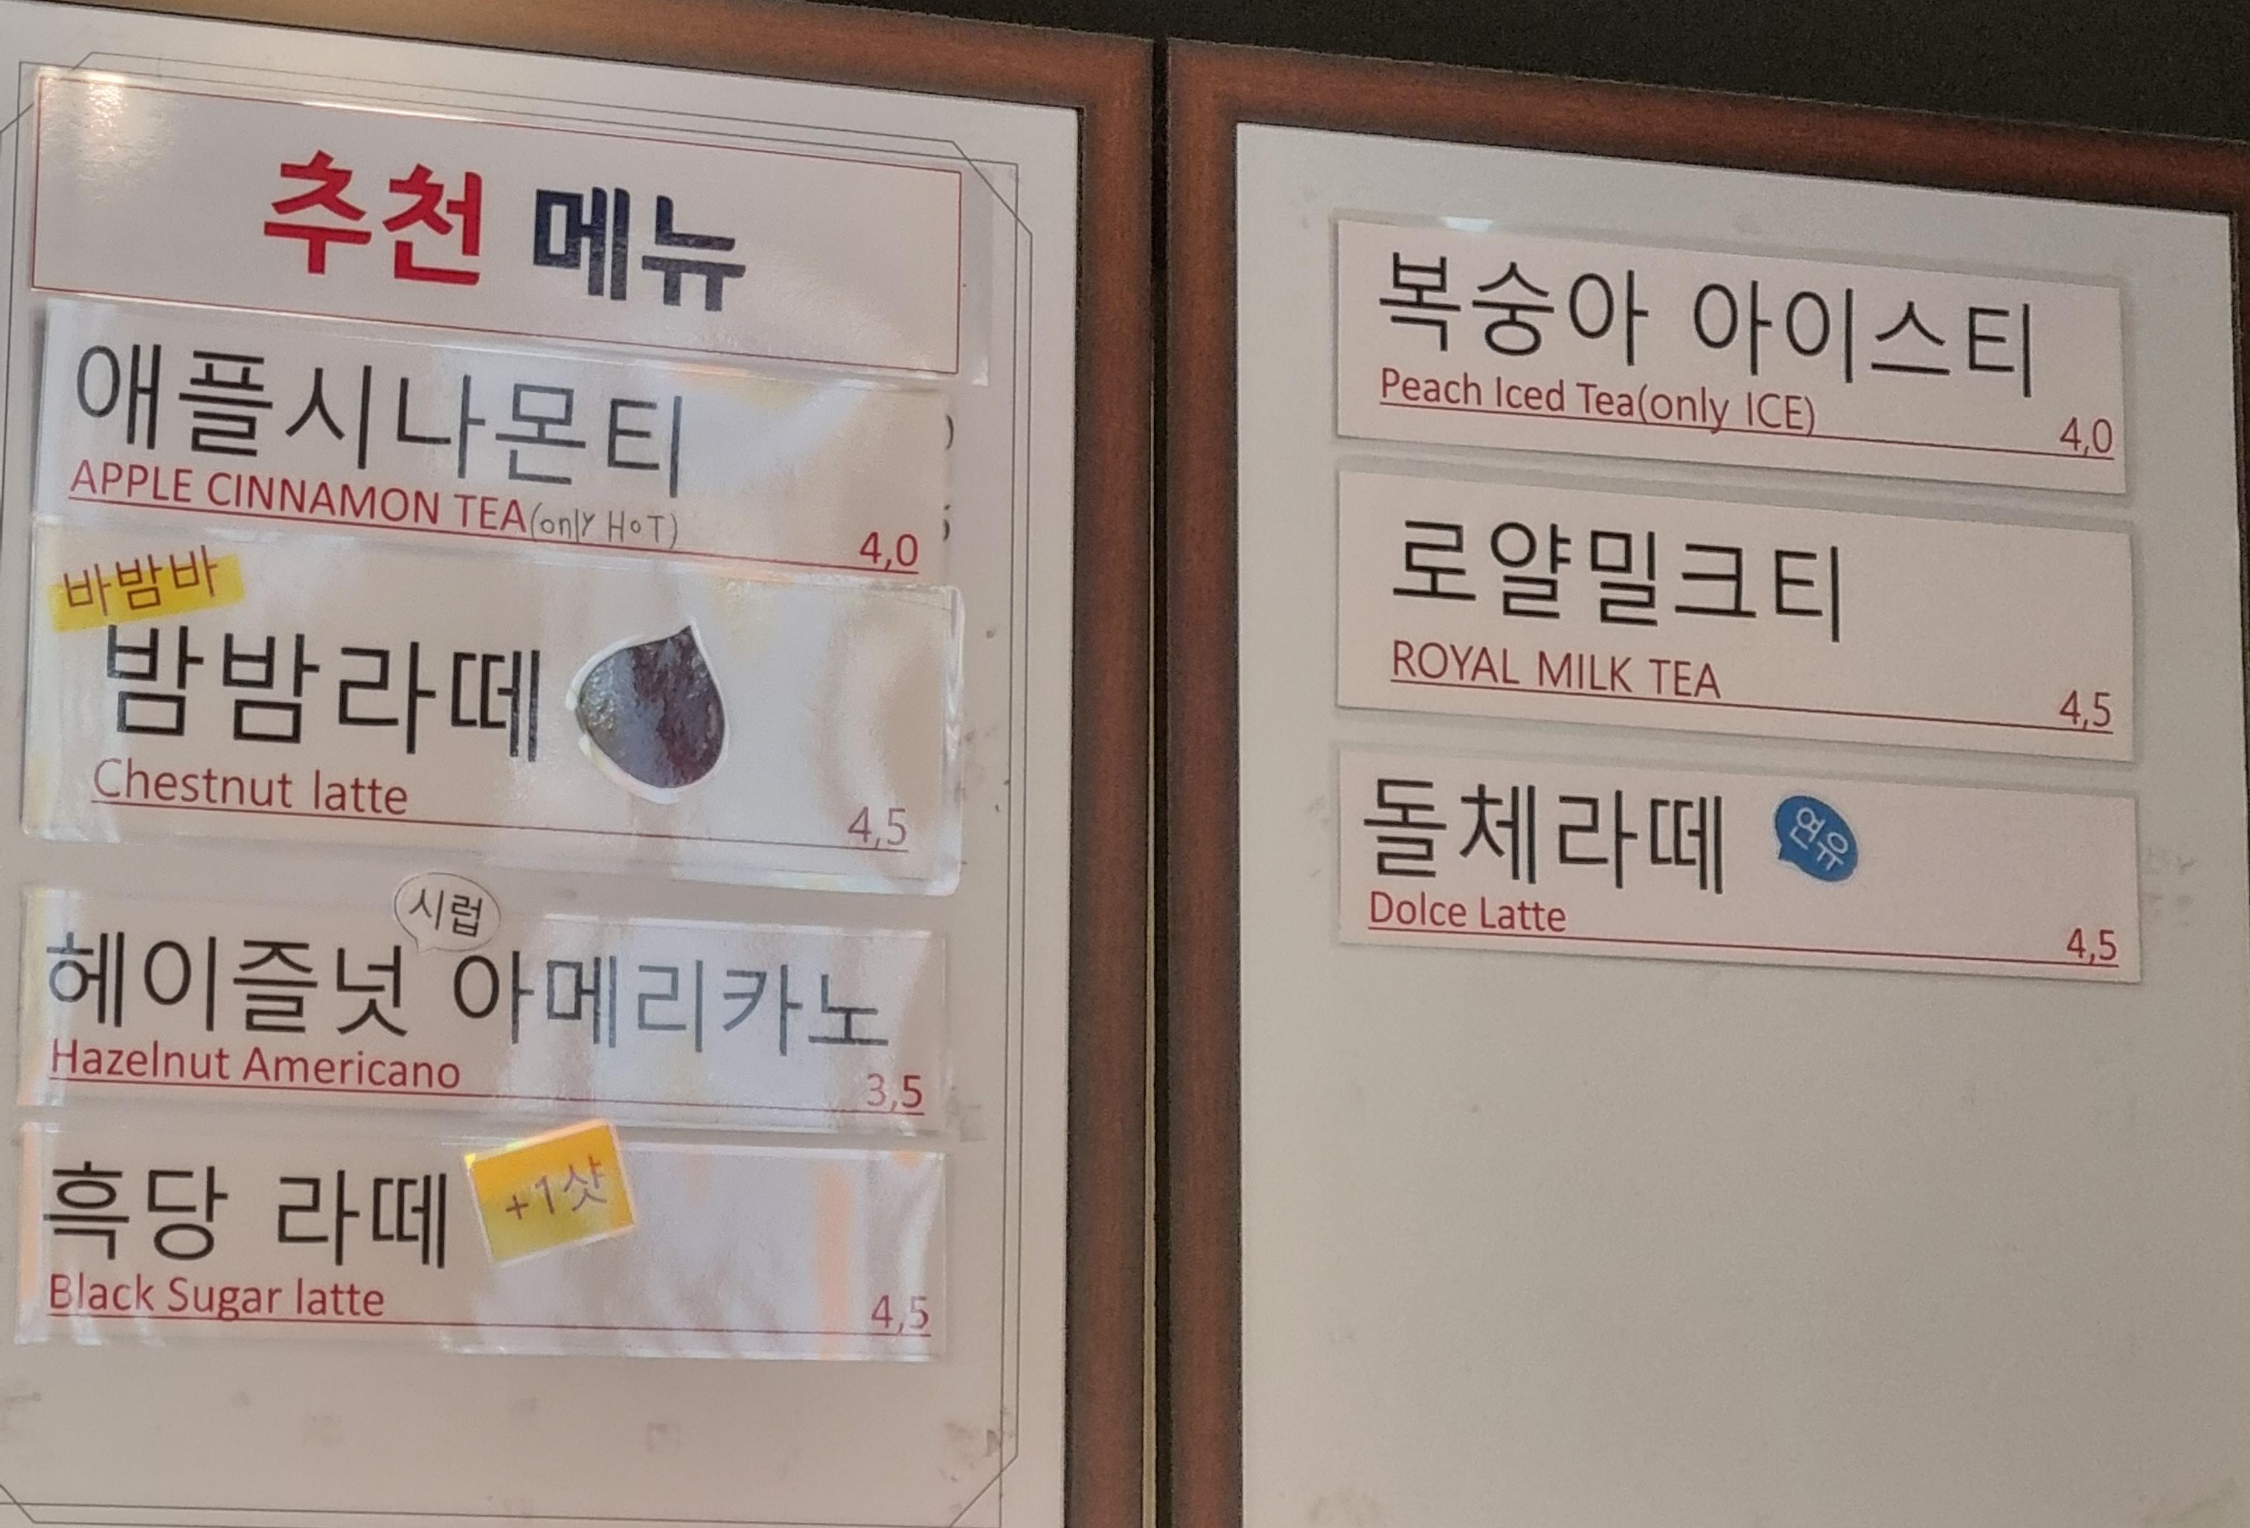 추천 메뉴
애플시나몬티
APPLE CINNAMON TEA(only HOT)
4,0
바밤바
밤밤라떼
Chestnut latte
4,5
시럽
헤이즐넛 아메리카노
Hazelnut Americano
3,5
흑당 라떼
+1샷
Black Sugar latte
4,5
복숭아 아이스티
Peach Iced Tea(only ICE)
4,0
로얄밀크티
ROYAL MILK TEA
4,5
돌체라떼
연유
Dolce Latte
4,5